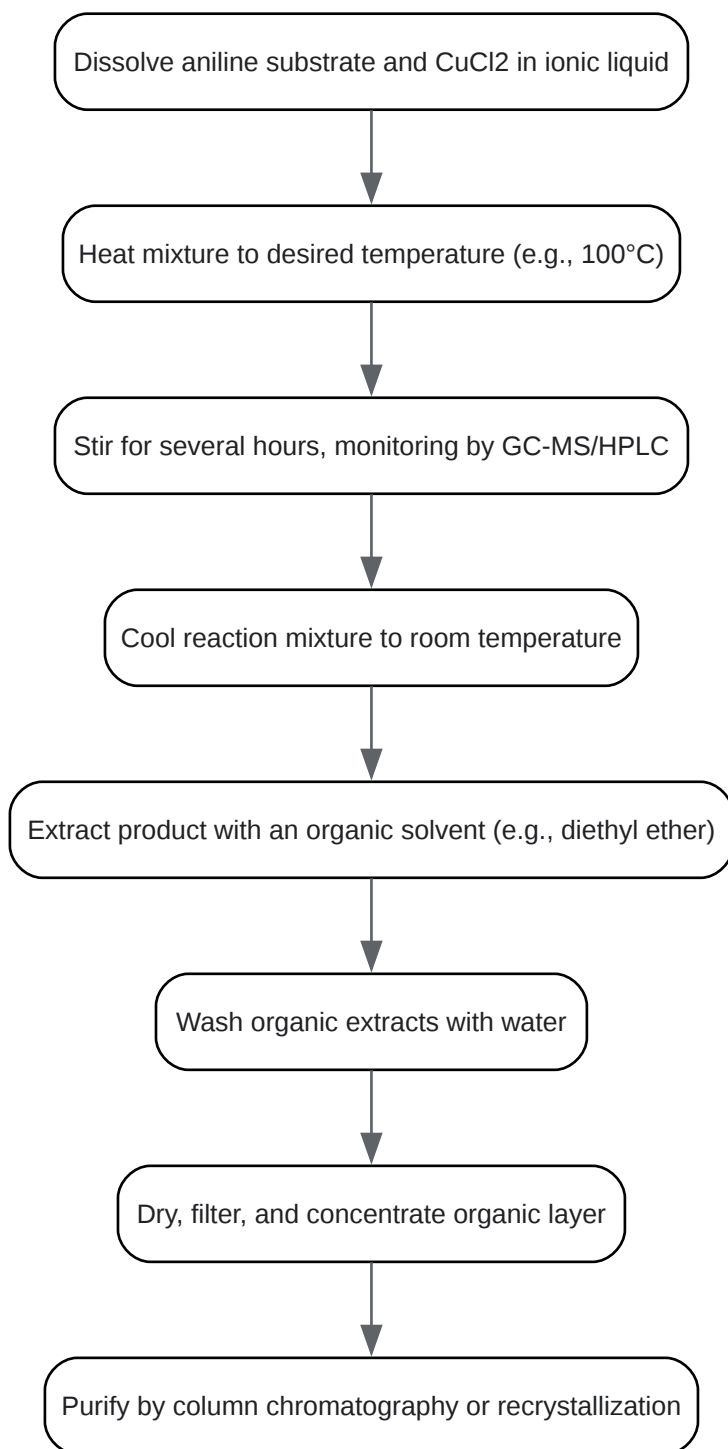 Dissolve aniline substrate and CuCl2 in ionic liquid
Heat mixture to desired temperature (e.g., 100°C)
Stir for several hours, monitoring by GC-MS/HPLC
Cool reaction mixture to room temperature
Extract product with an organic solvent (e.g., diethyl ether)
Wash organic extracts with water
Dry, filter, and concentrate organic layer
Purify by column chromatography or recrystallization